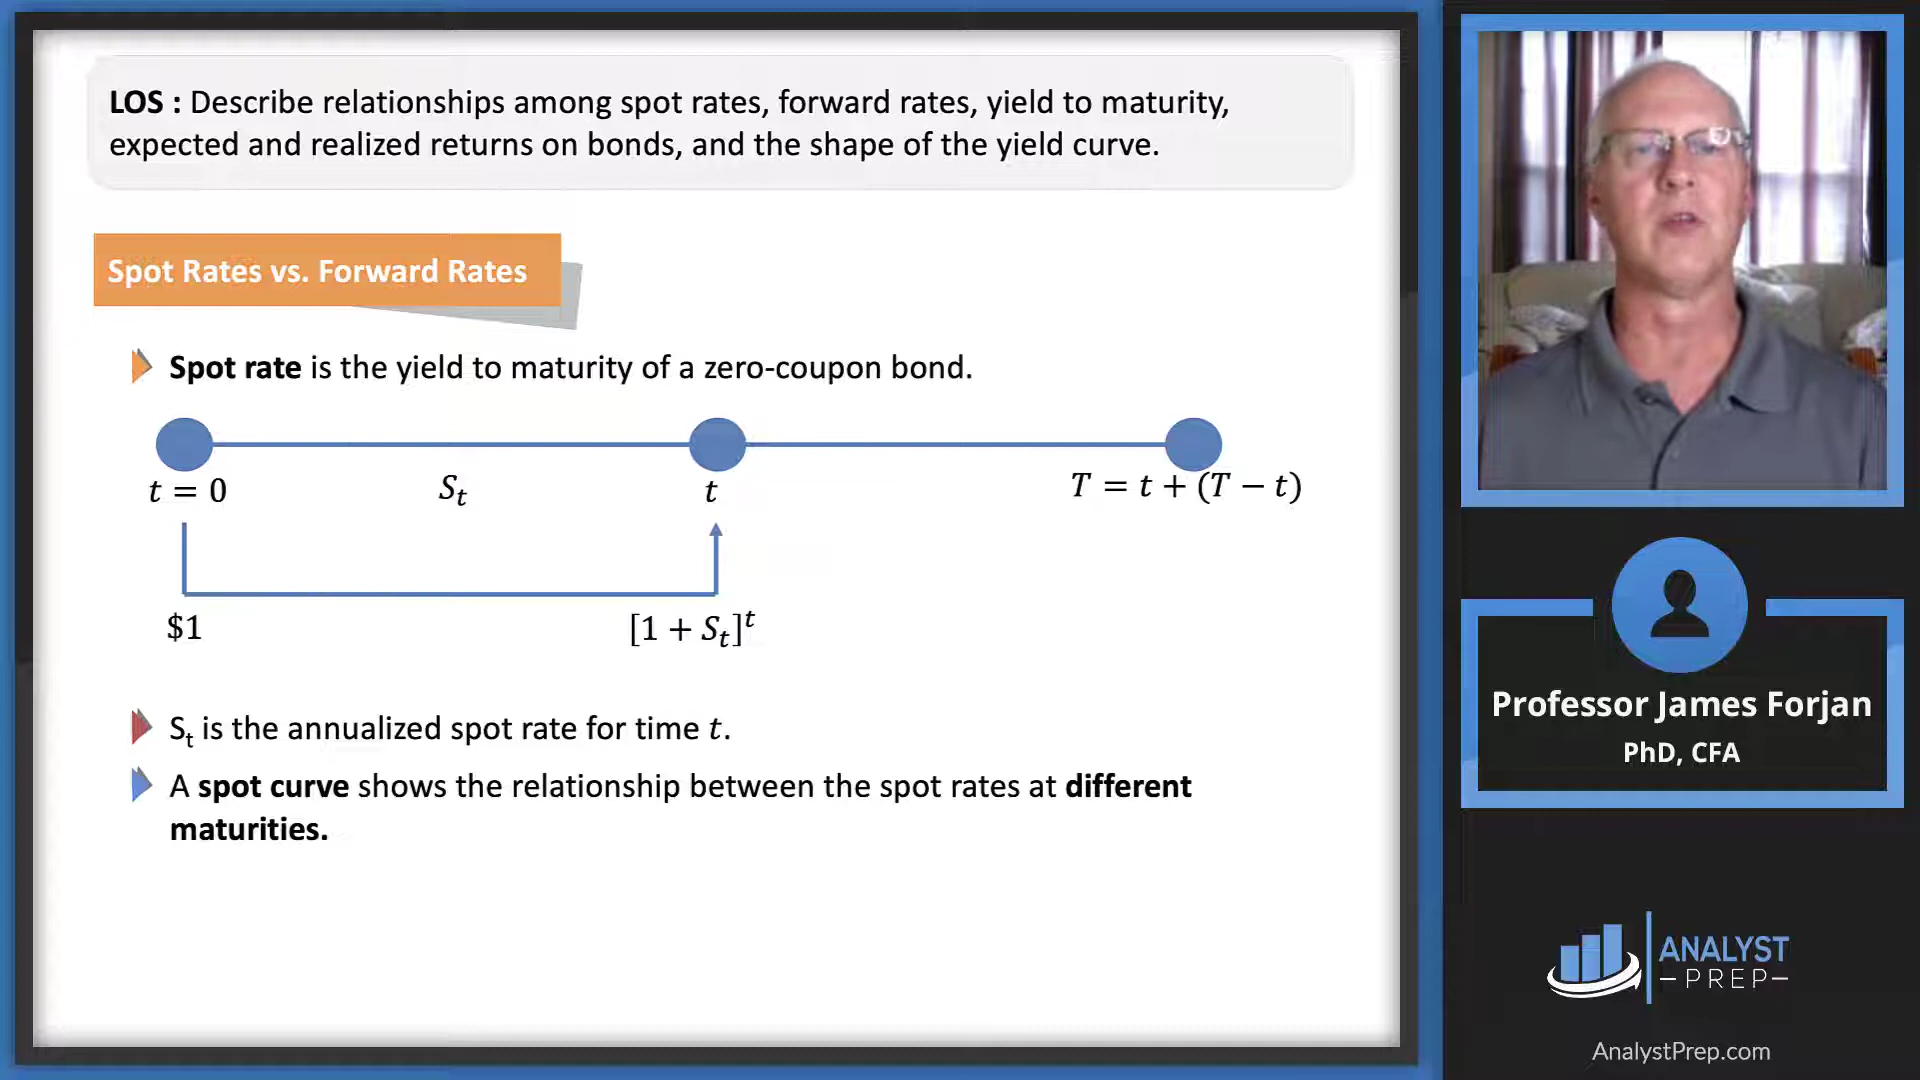 LOS : Describe relationships among spot rates, forward rates, yield to maturity,
expected and realized returns on bonds, and the shape of the yield curve.
Spot Rates vs. Forward Rates
Spot rate is the yield to maturity of a zero-coupon bond.
t = 0 S_t t T = t + (T − t)
$1 [1 + S_t]^t
S_t is the annualized spot rate for time t.
A spot curve shows the relationship between the spot rates at different
maturities.
Professor James Forjan
PhD, CFA
ANALYST
PREP
AnalystPrep.com